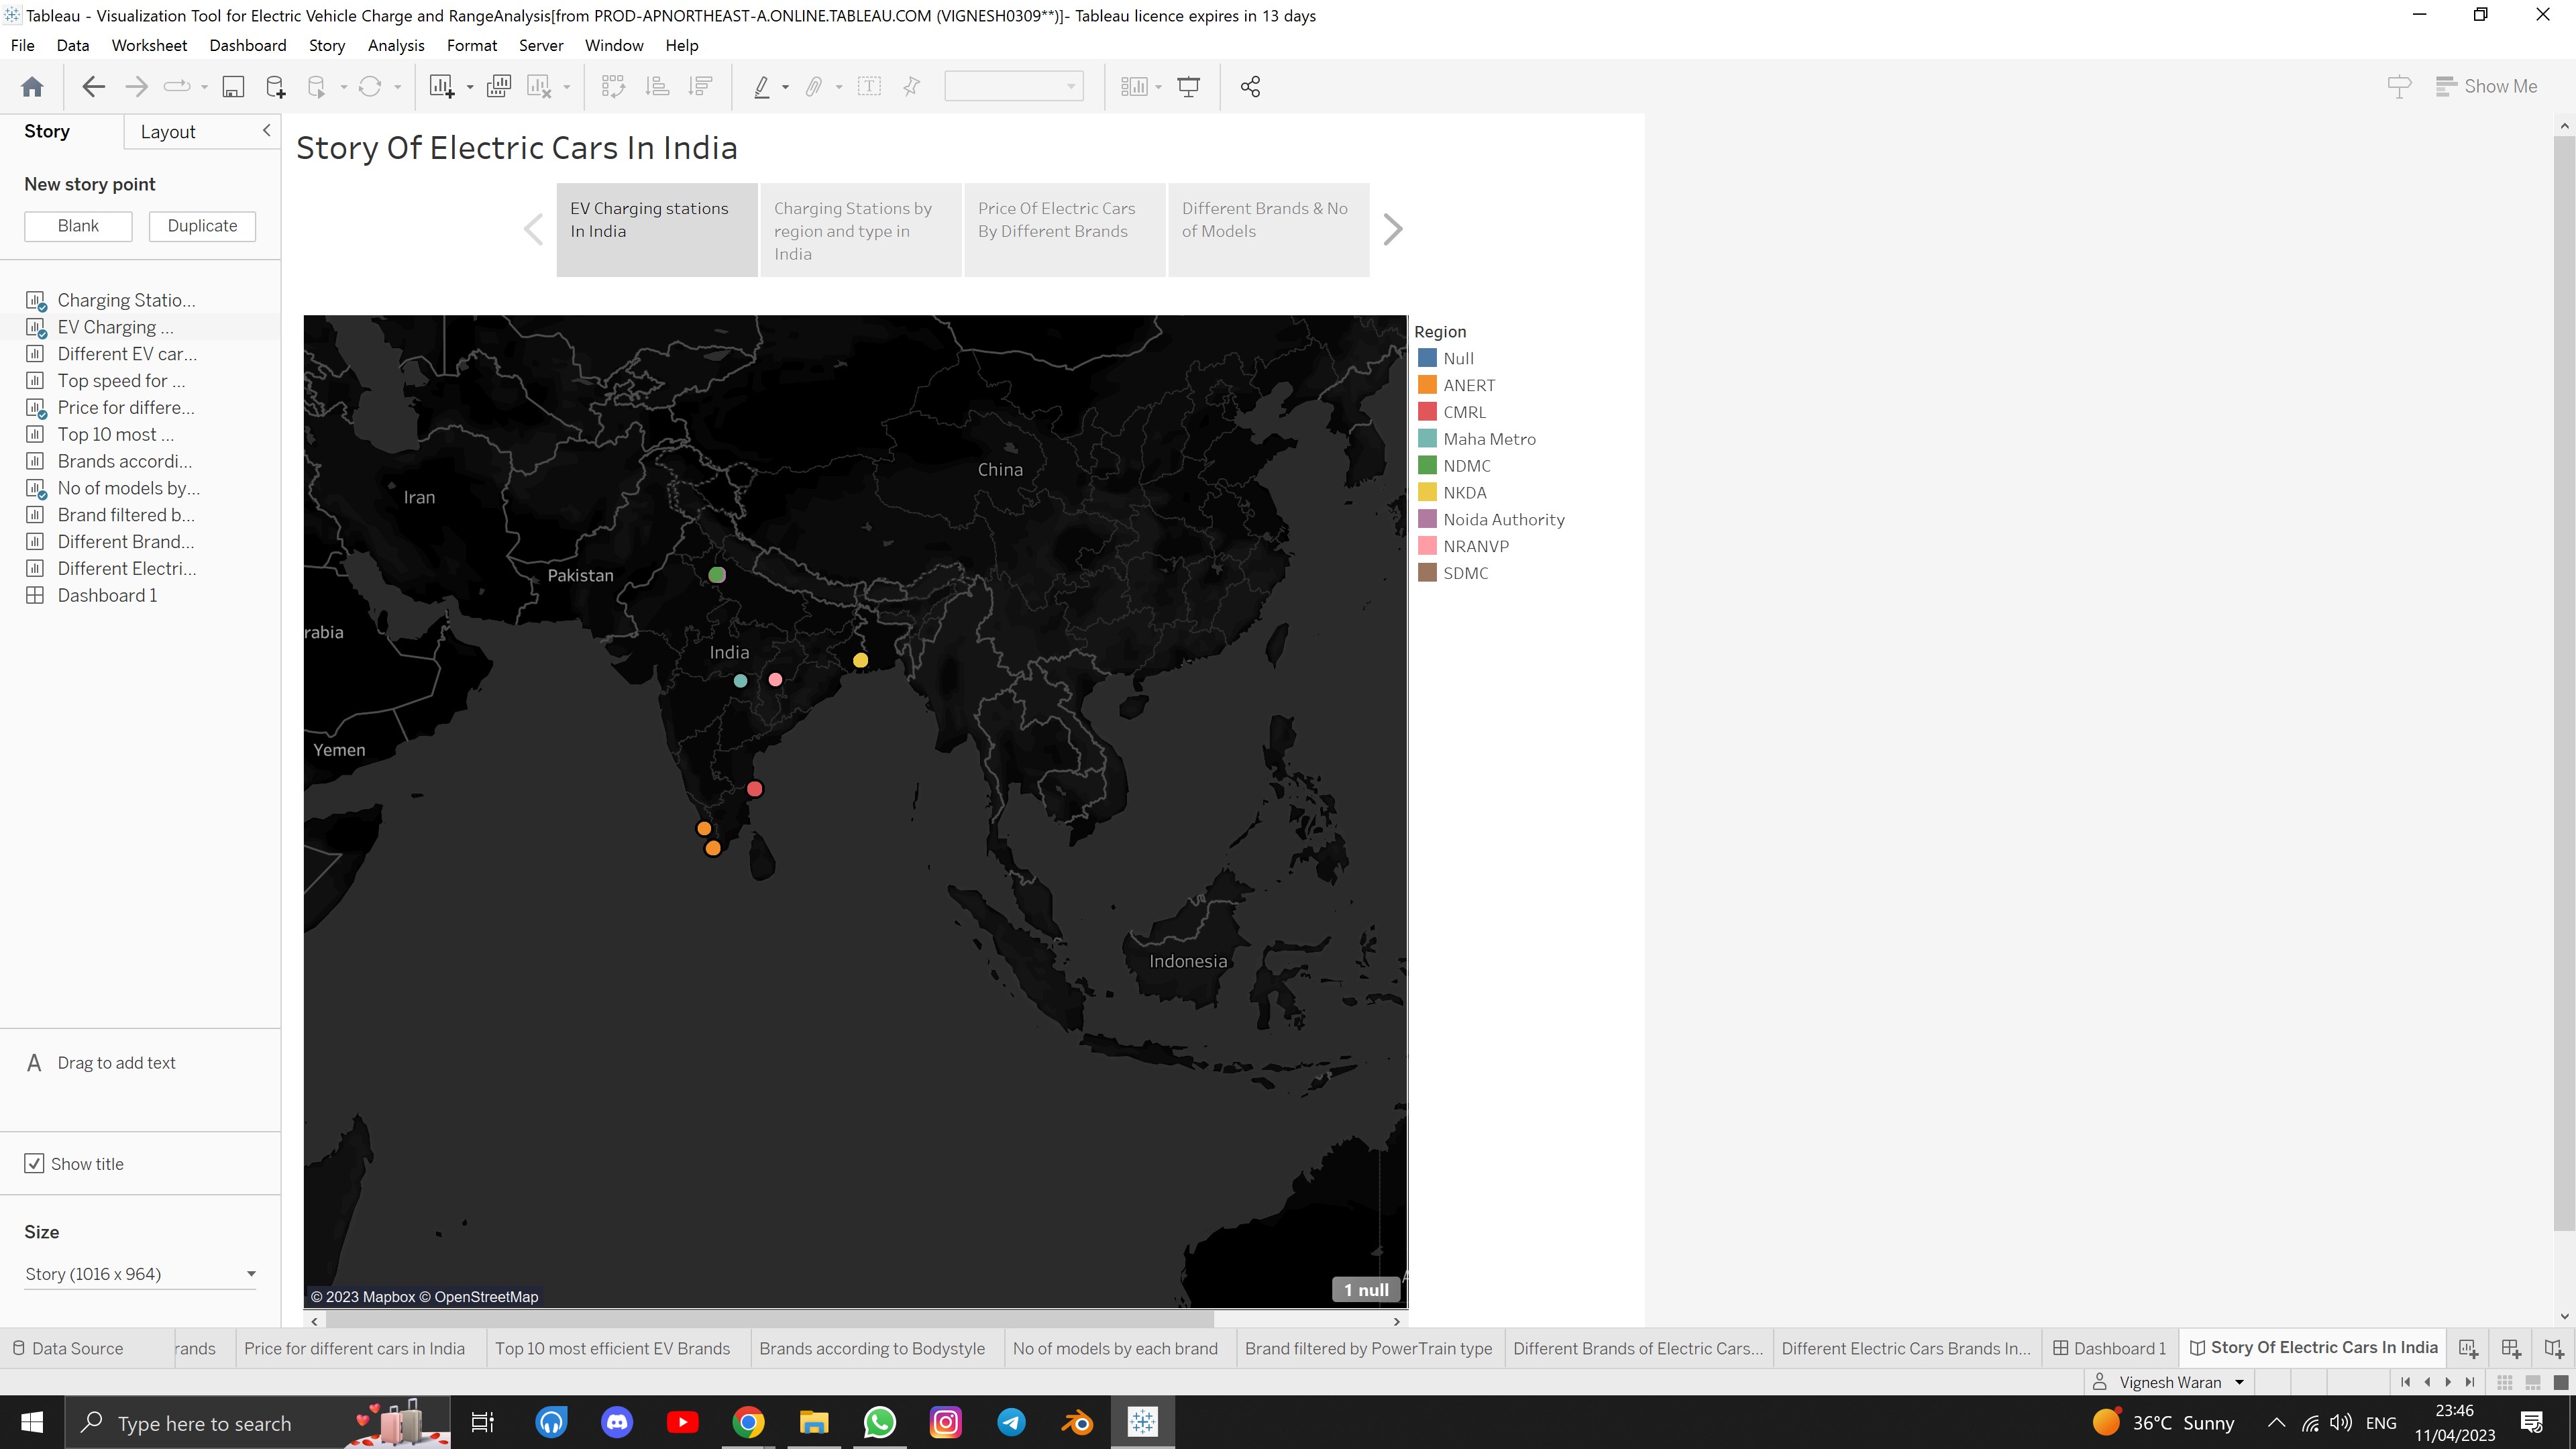 Tableau - Visualization Tool for Electric Vehicle Charge and RangeAnalysis[from PROD-APNORTHEAST-A.ONLINE.TABLEAU.COM (VIGNESH0309**)]- Tableau licence expires in 13 days
File Data Worksheet Dashboard Story Analysis Format Server Window Help
Show Me
Story Layout
New story point
Blank Duplicate
Charging Statio...
EV Charging ...
Different EV car...
Top speed for ...
Price for differe...
Top 10 most ...
Brands accordi...
No of models by...
Brand filtered b...
Different Brand...
Different Electri...
Dashboard 1
A Drag to add text
Show title
Size
Story (1016 x 964)
Story Of Electric Cars In India
EV Charging stations
In India
Charging Stations by
region and type in
India
Price Of Electric Cars
By Different Brands
Different Brands & No
of Models
China
Iran
Pakistan
rabia
India
Yemen
Indonesia
A
© 2023 Mapbox © OpenStreetMap
1 null
Region
Null
ANERT
CMRL
Maha Metro
NDMC
NKDA
Noida Authority
NRANVP
SDMC
Data Source rands Price for different cars in India Top 10 most efficient EV Brands Brands according to Bodystyle No of models by each brand Brand filtered by PowerTrain type Different Brands of Electric Cars... Different Electric Cars Brands In... Dashboard 1 Story Of Electric Cars In India
Vignesh Waran
Type here to search
36°C Sunny
ENG
23:46
11/04/2023